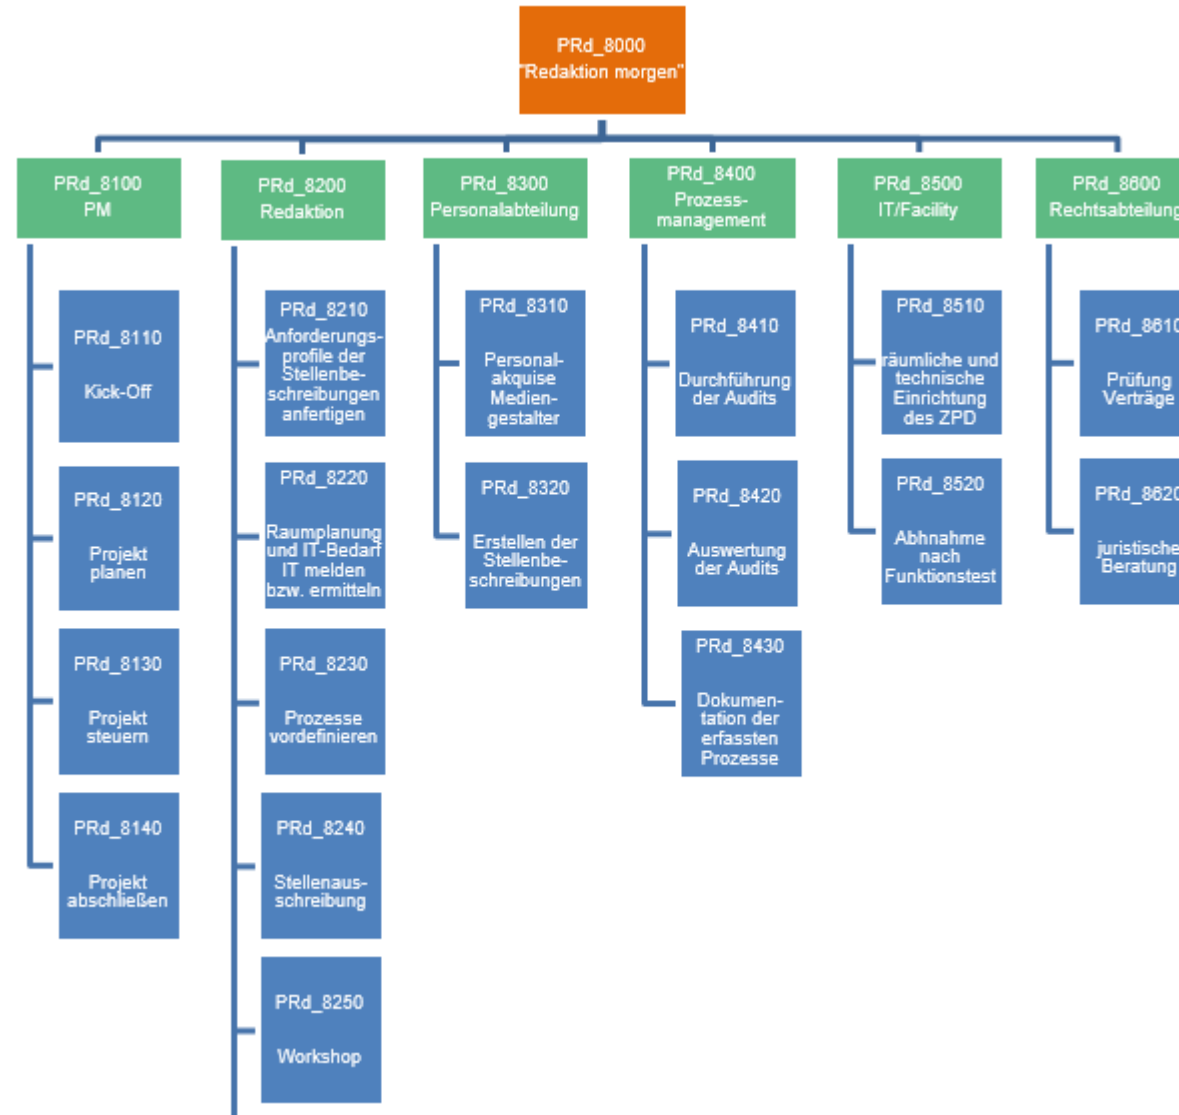 PRd_8000
"Redaktion morgen"
PRd_8100
PM
PRd_8110
Kick-Off
PRd_8120
Projekt
planen
PRd_8130
Projekt
steuern
PRd_8140
Projekt
abschließen
PRd_8200
Redaktion
PRd_8210
Anforderungs-
profile der
Stellenbe-
schreibungen
anfertigen
PRd_8220
Raumplanung
und IT-Bedarf
IT melden
bzw. ermitteln
PRd_8230
Prozesse
vordefinieren
PRd_8240
Stellenaus-
schreibung
PRd_8250
Workshop
PRd_8300
Personalabteilung
PRd_8310
Personal-
akquise
Medien-
gestalter
PRd_8320
Erstellen der
Stellenbe-
schreibungen
PRd_8400
Prozess-
management
PRd_8410
Durchführung
der Audits
PRd_8420
Auswertung
der Audits
PRd_8430
Dokumen-
tation der
erfassten
Prozesse
PRd_8500
IT/Facility
PRd_8510
räumliche und
technische
Einrichtung
des ZPD
PRd_8520
Abhnahme
nach
Funktionstest
PRd_8600
Rechtsabteilung
PRd_8610
Prüfung
Verträge
PRd_8620
juristische
Beratung